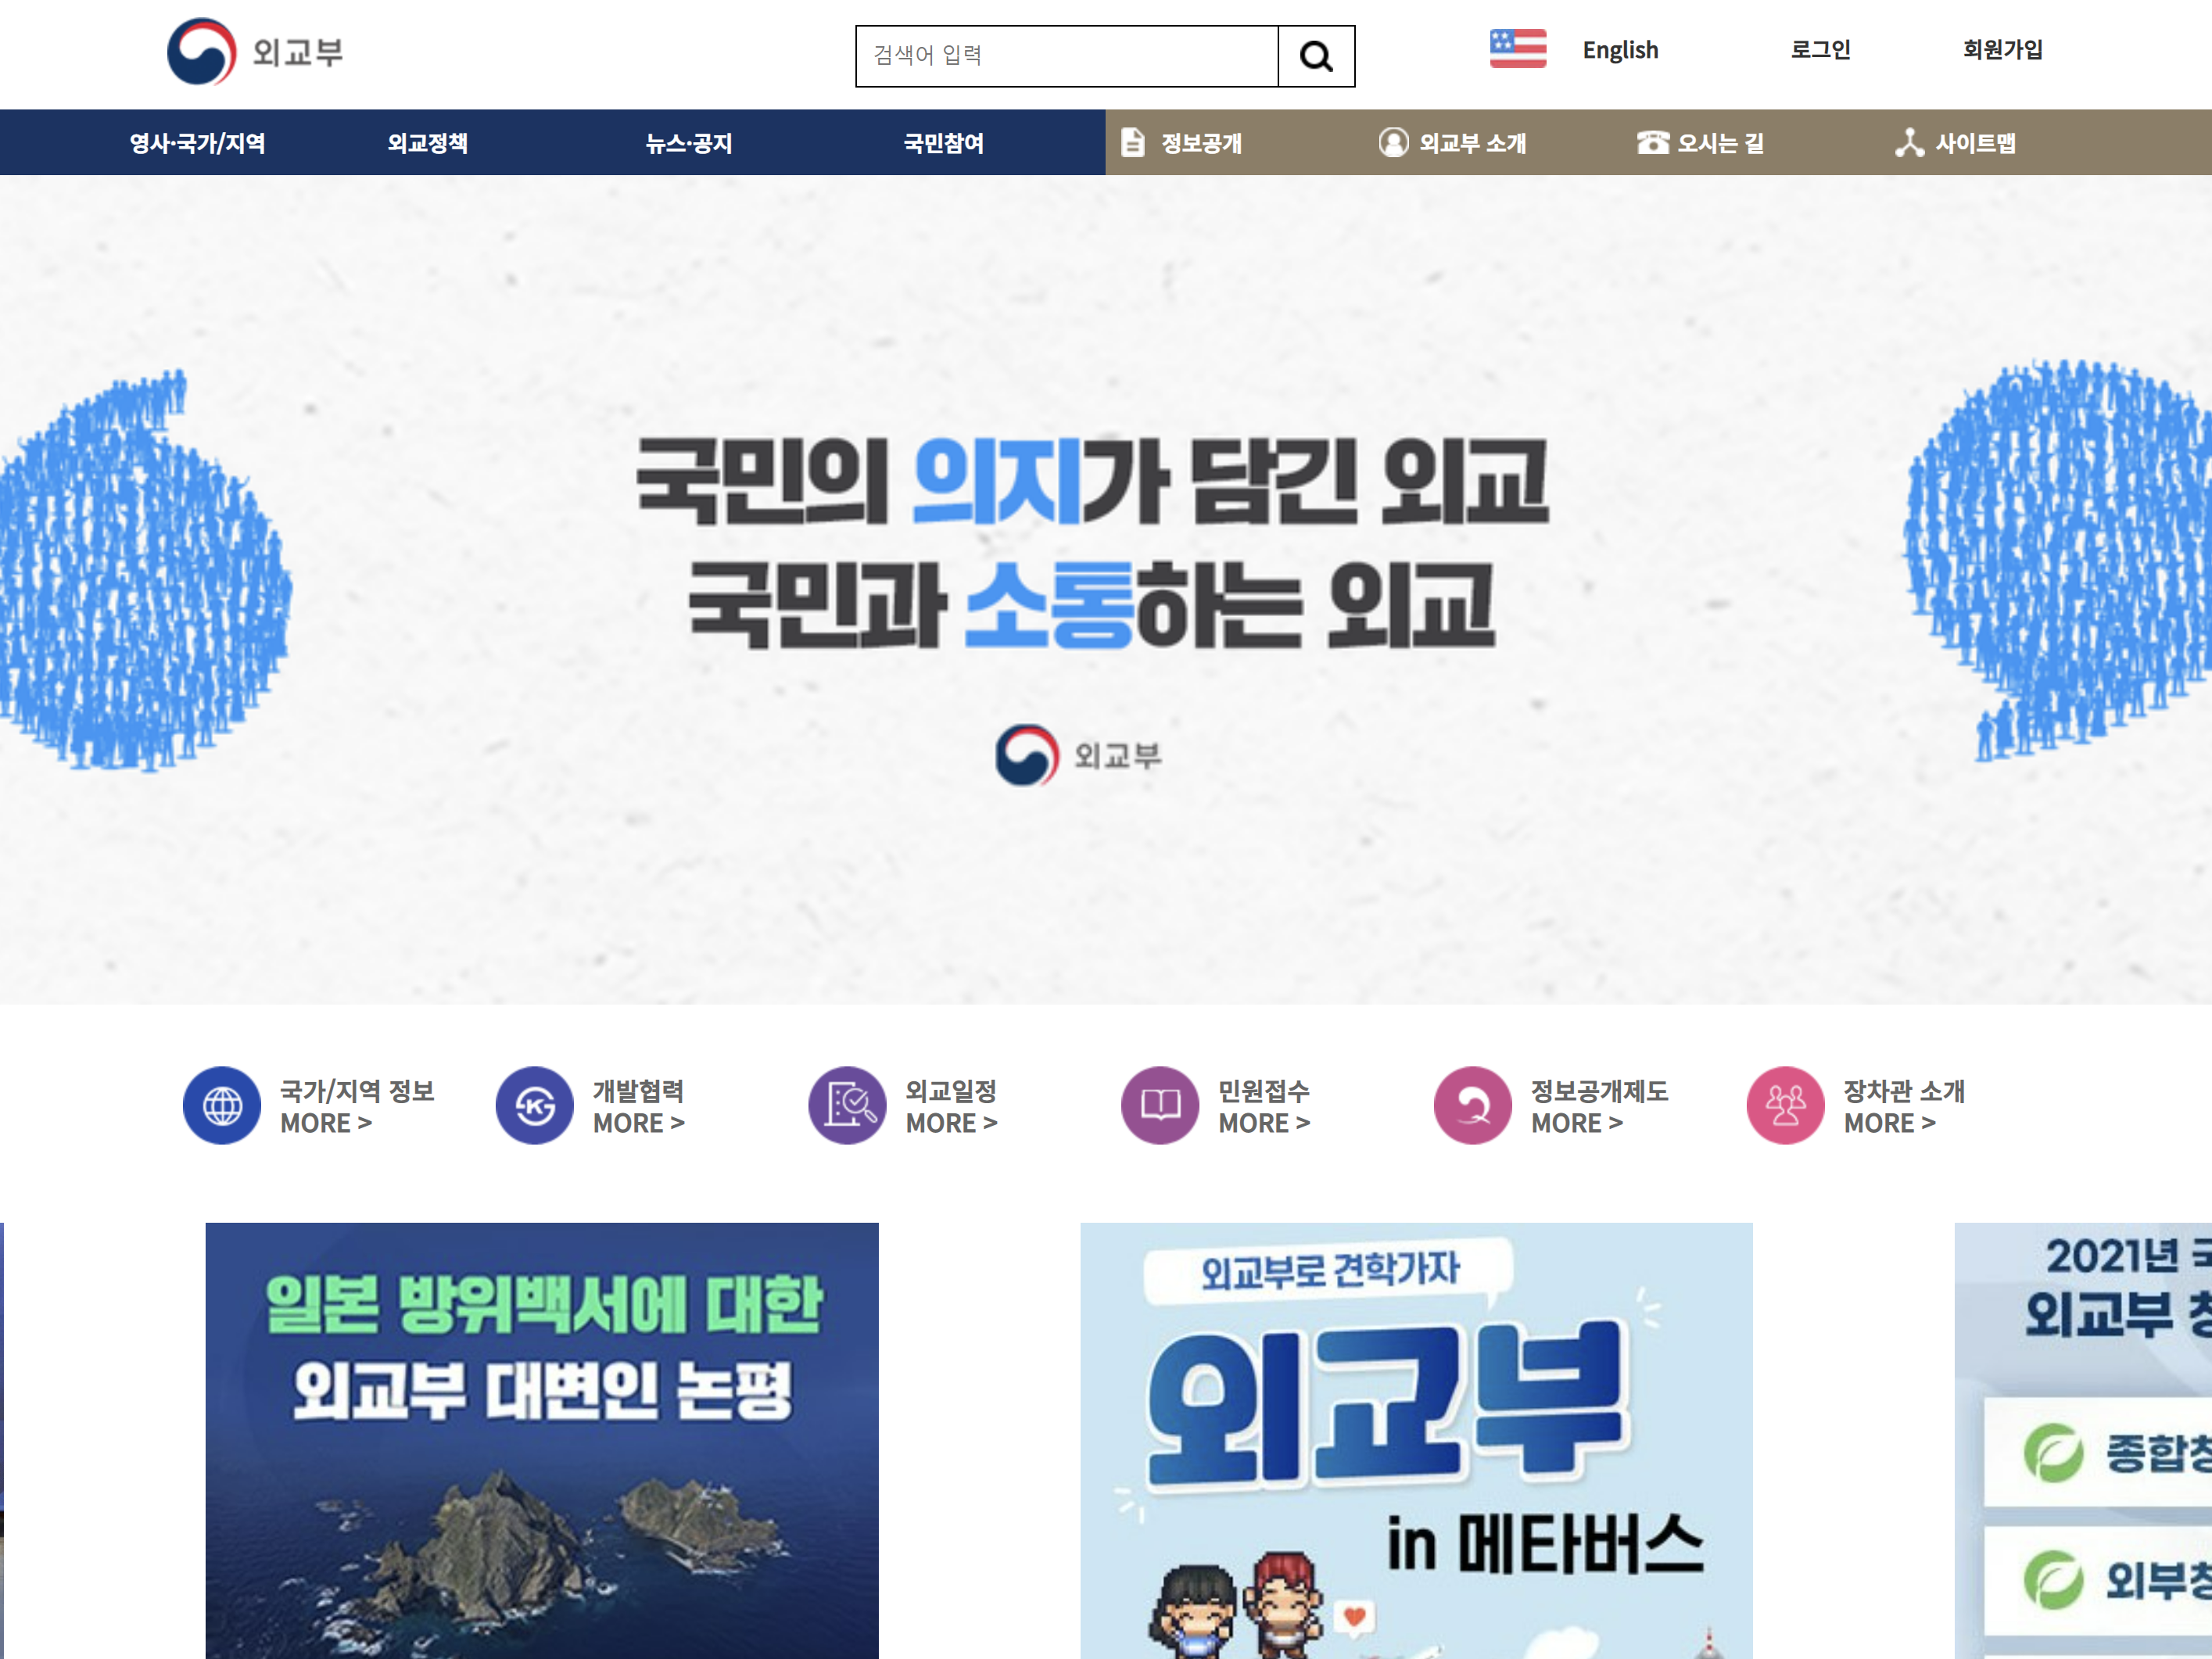 외교부
검색어 입력
English
로그인
회원가입
영사·국가/지역
외교정책
뉴스·공지
국민참여
정보공개
외교부 소개
오시는 길
사이트맵
국민의 의지가 담긴 외교
국민과 소통하는 외교
외교부
국가/지역 정보
MORE >
개발협력
MORE >
외교일정
MORE >
민원접수
MORE >
정보공개제도
MORE >
장차관 소개
MORE >
일본 방위백서에 대한
외교부 대변인 논평
외교부로 견학가자
외교부
in 메타버스
2021년
외교부
종합
외부